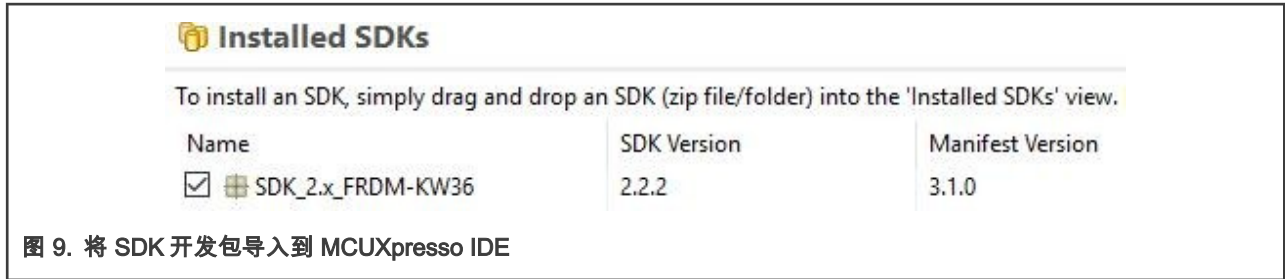 Installed SDKs
To install an SDK, simply drag and drop an SDK (zip file/folder) into the 'Installed SDKs' view.
Name SDK Version Manifest Version
SDK_2.x_FRDM-KW36 2.2.2 3.1.0
图 9. 将 SDK 开发包导入到 MCUXpresso IDE